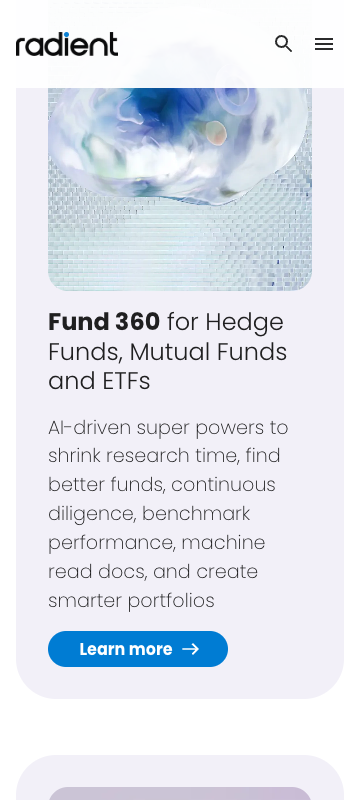 radient
Fund 360 for Hedge
Funds, Mutual Funds
and ETFs
AI-driven super powers to
shrink research time, find
better funds, continuous
diligence, benchmark
performance, machine
read docs, and create
smarter portfolios
Learn more